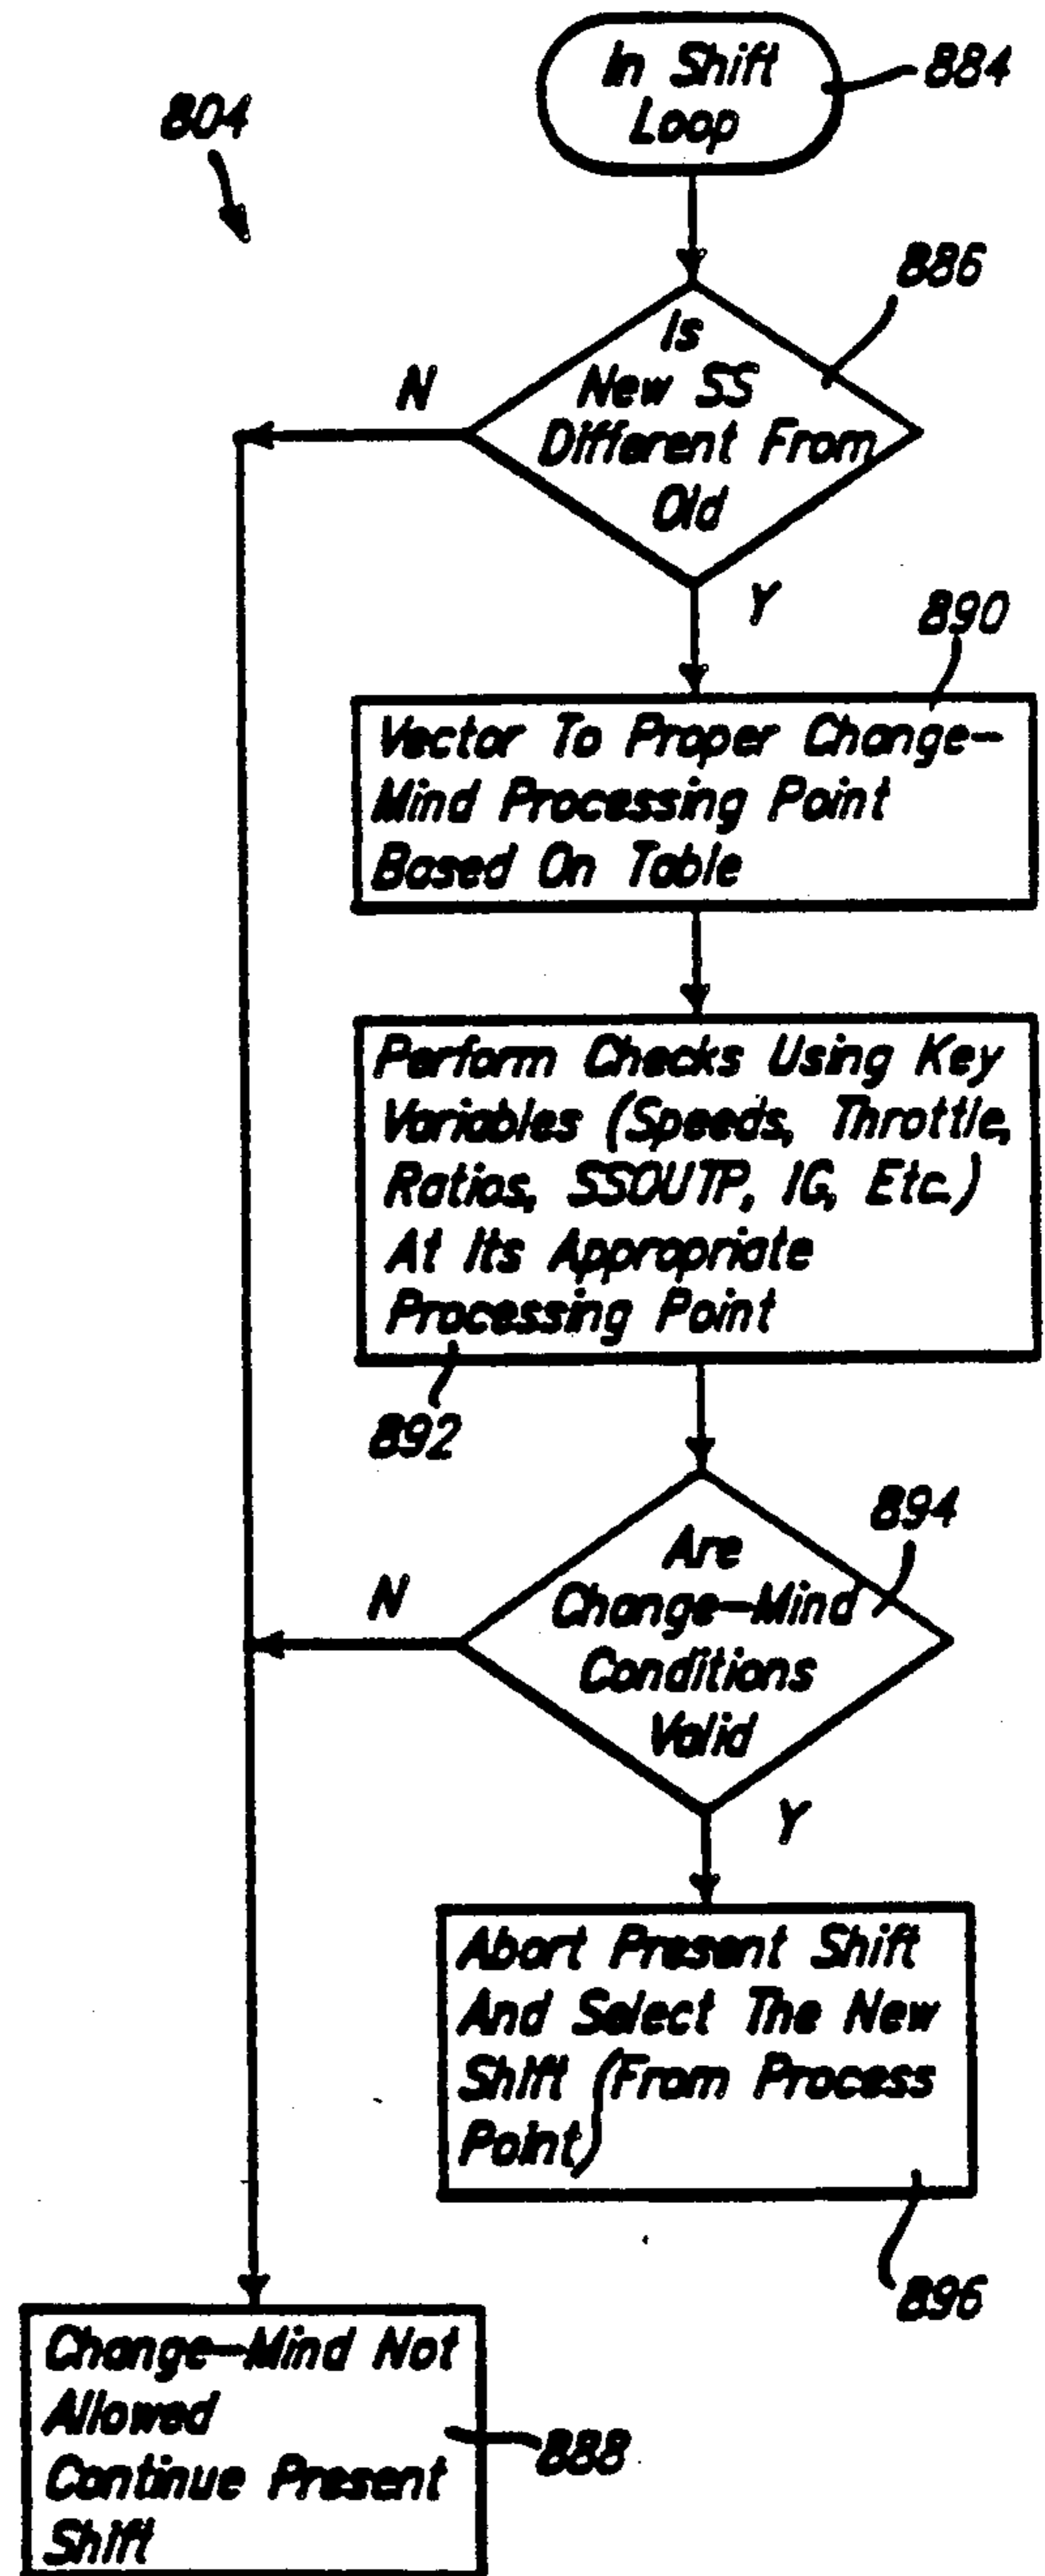 In Shift
Loop
884
804
886
Is
New SS
Different From
Old
N
Y
890
Vector To Proper Change-
Mind Processing Point
Based On Table
Perform Checks Using Key
Variables (Speeds, Throttle,
Ratios, SSOUTP, IG, Etc.)
At Its Appropriate
Processing Point
892
894
Are
Change-Mind
Conditions
Valid
N
Y
Abort Present Shift
And Select The New
Shift (From Process
Point)
896
Change-Mind Not
Allowed
Continue Present
Shift
888